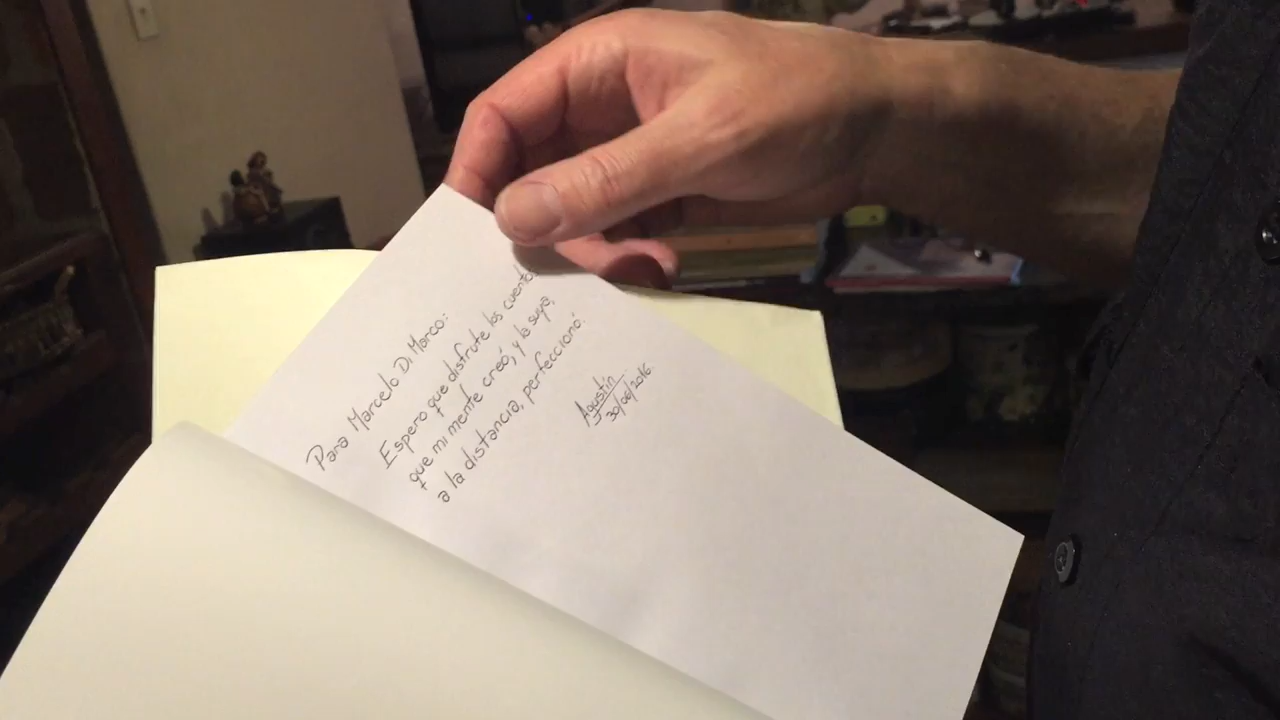 Para Marcelo Di Marco:
Espero que disfrute los cuentos
que mi mente creó, y la suya,
a la distancia, perfeccionó.
Agustín
30/06/2016.